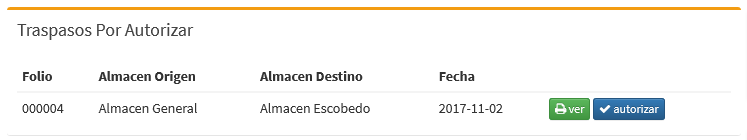 Traspasos Por Autorizar
Folio Almacen Origen Almacen Destino Fecha
000004 Almacen General Almacen Escobedo 2017-11-02 ver autorizar